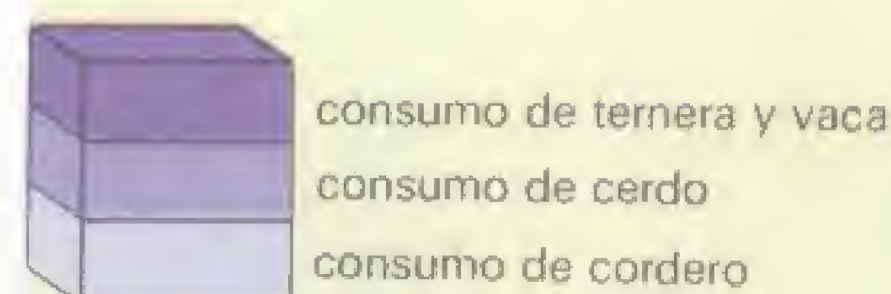 consumo de ternera y vaca
consumo de cerdo
consumo de cordero